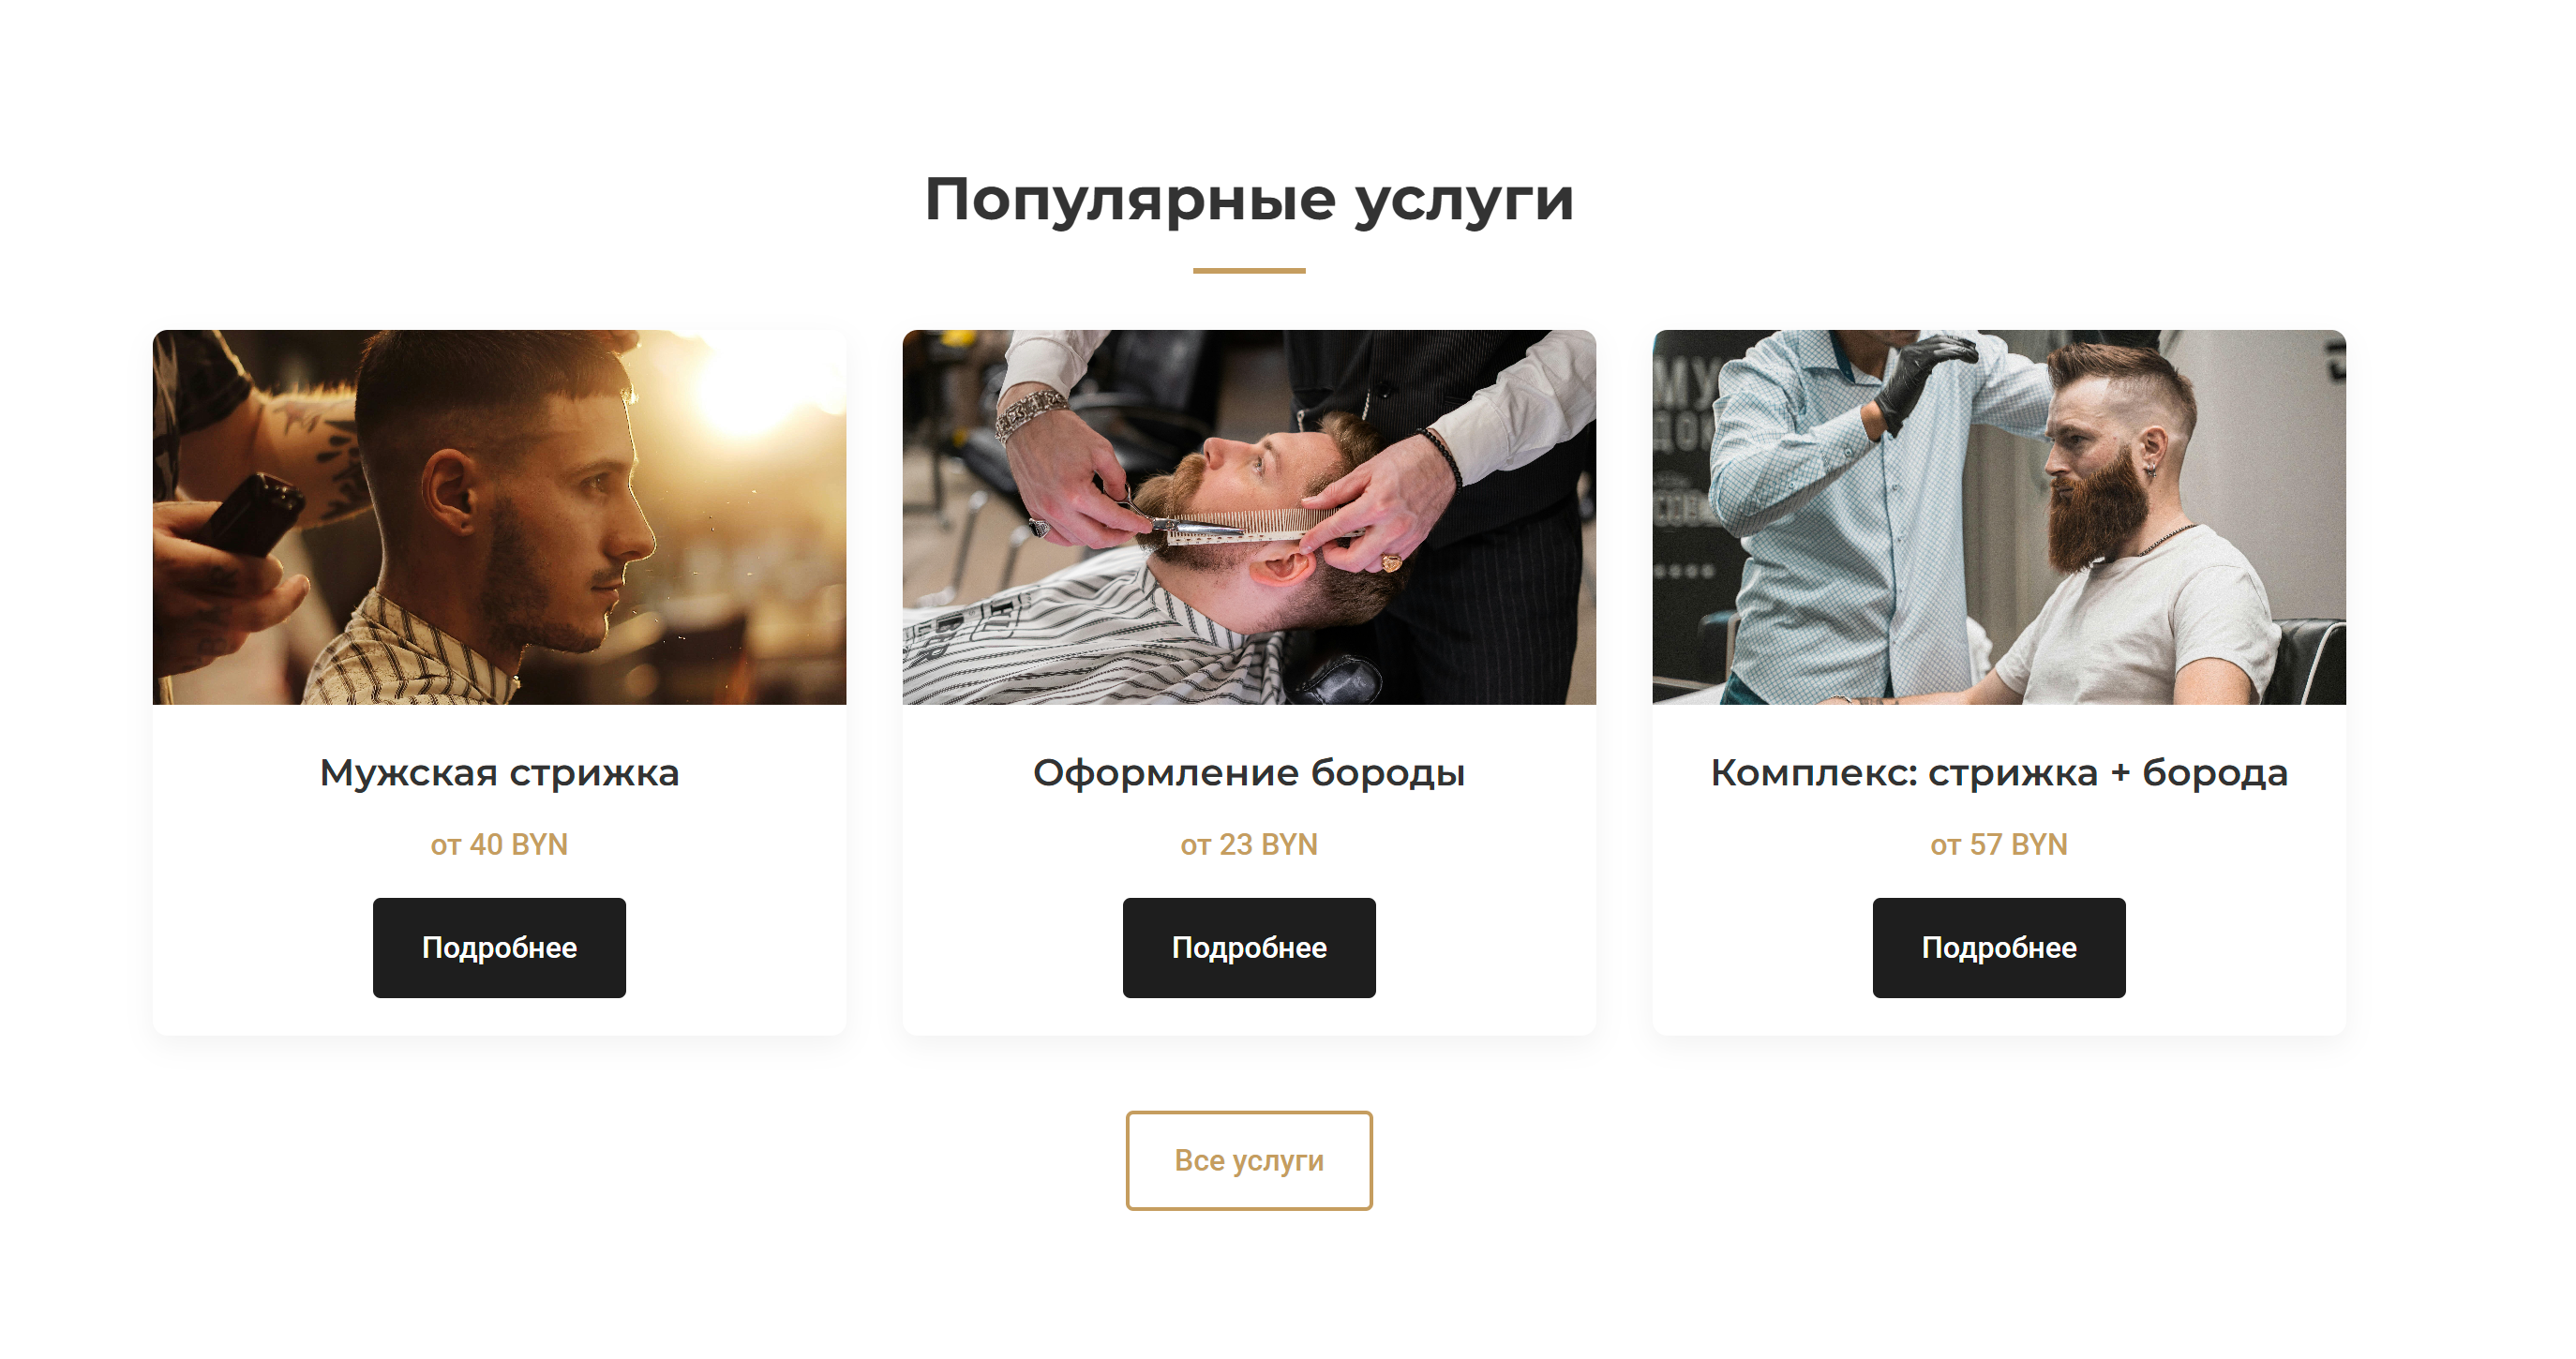 Популярные услуги
Мужская стрижка
Оформление бороды
Комплекс: стрижка + борода
от 40 BYN
от 23 BYN
от 57 BYN
Подробнее
Подробнее
Подробнее
Все услуги